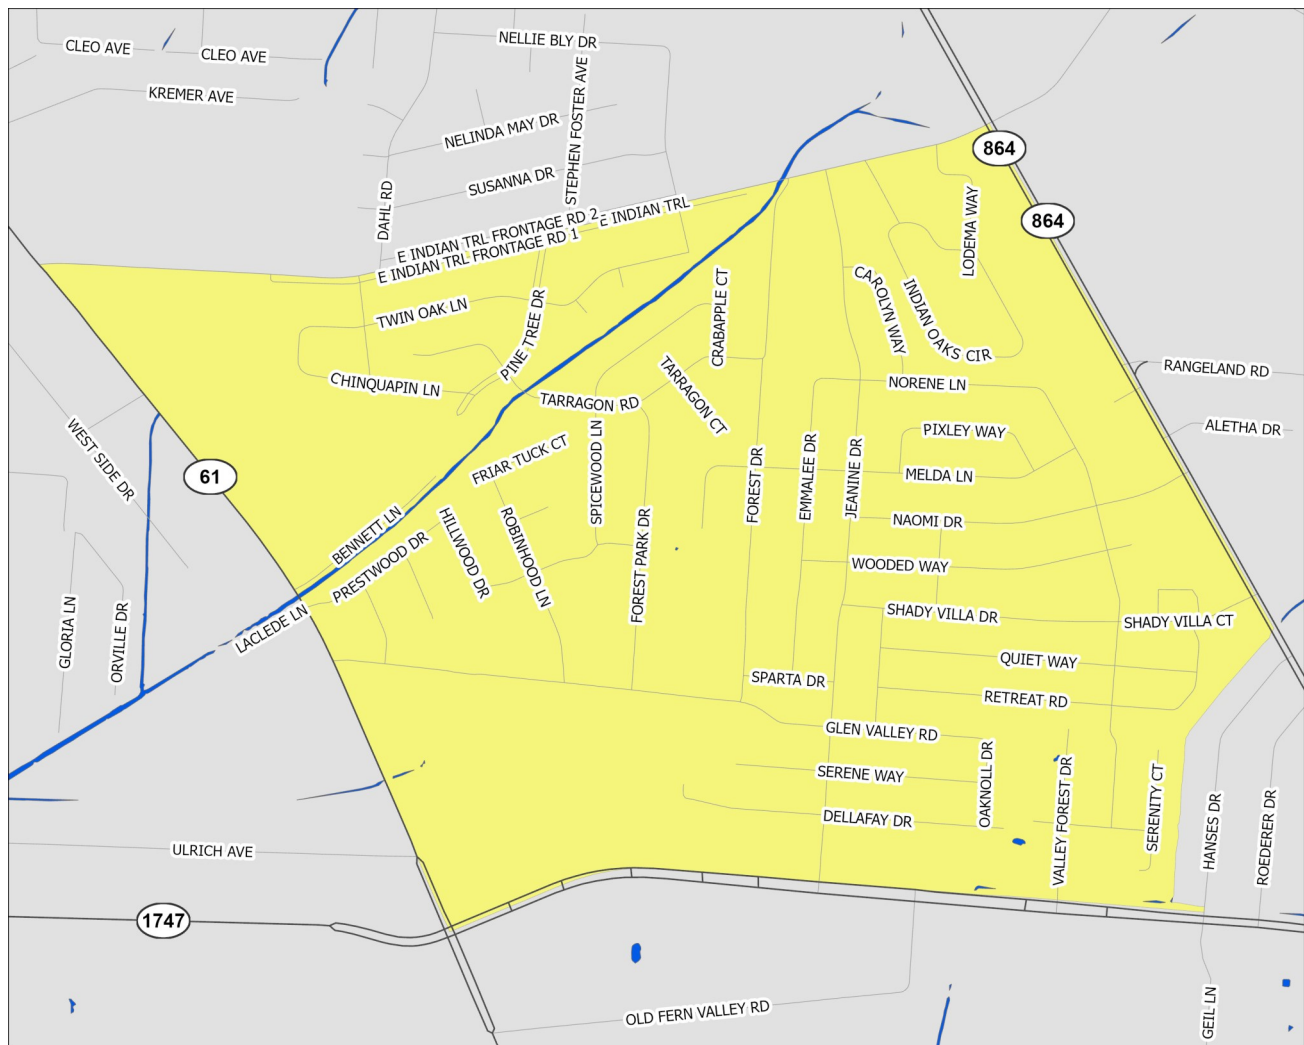 NELLIE BLY DR
CLEO AVE
CLEO AVE
KREMER AVE
STEPHEN FOSTER AVE
NELINDA MAY DR
864
SUSANNA DR
DAHL RD
E INDIAN TRL FRONTAGE RD 2
E INDIAN TRL
864
LODEMA WAY
E INDIAN TRL FRONTAGE RD 1
TWIN OAK LN
PINE TREE DR
CRABAPPLE CT
CAROLYN WAY
INDIAN OAKS CIR
CHINQUAPIN LN
TARRAGON RD
TARRAGON CT
NORENE LN
RANGELAND RD
ALETHA DR
PIXLEY WAY
WEST SIDE DR
61
FRIAR TUCK CT
SPICEWOOD LN
FOREST DR
EMMALEE DR
JEANINE DR
MELDA LN
BENNETT LN
HILLWOOD DR
ROBINHOOD LN
FOREST PARK DR
NAOMI DR
PRESTWOOD DR
WOODED WAY
LACLEDE LN
SHADY VILLA DR
SHADY VILLA CT
GLORIA LN
ORVILLE DR
QUIET WAY
SPARTA DR
RETREAT RD
GLEN VALLEY RD
SERENE WAY
OAKNOLL DR
VALLEY FOREST DR
SERENITY CT
HANSES DR
ROEDERER DR
DELLAFAY DR
ULRICH AVE
1747
OLD FERN VALLEY RD
GEIL LN